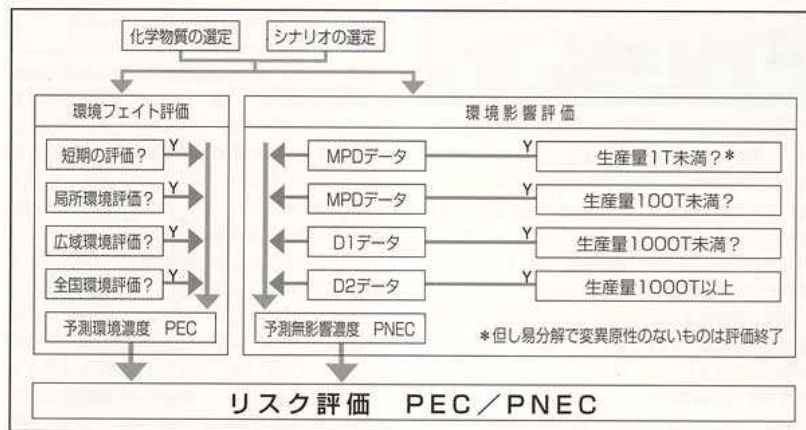 化学物質の選定
シナリオの選定
環境フェイト評価
短期の評価?
Y
局所環境評価?
Y
広域環境評価?
Y
全国環境評価?
Y
予測環境濃度 PEC
環境影響評価
MPDデータ
Y
生産量1T未満?*
MPDデータ
Y
生産量100T未満?
D1データ
Y
生産量1000T未満?
D2データ
Y
生産量1000T以上
予測無影響濃度 PNEC
*但し易分解で変異原性のないものは評価終了
リスク評価 PEC/PNEC